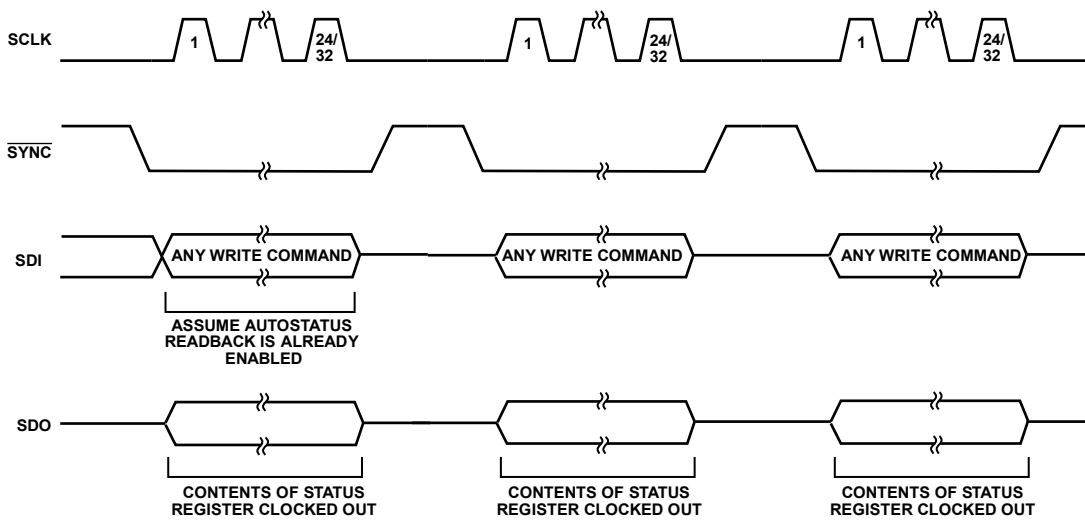 SCLK
1
24/
32
1
24/
32
1
24/
32
SYNC
SDI
ANY WRITE COMMAND
ANY WRITE COMMAND
ANY WRITE COMMAND
ASSUME AUTOSTATUS
READBACK IS ALREADY
ENABLED
SDO
CONTENTS OF STATUS
REGISTER CLOCKED OUT
CONTENTS OF STATUS
REGISTER CLOCKED OUT
CONTENTS OF STATUS
REGISTER CLOCKED OUT